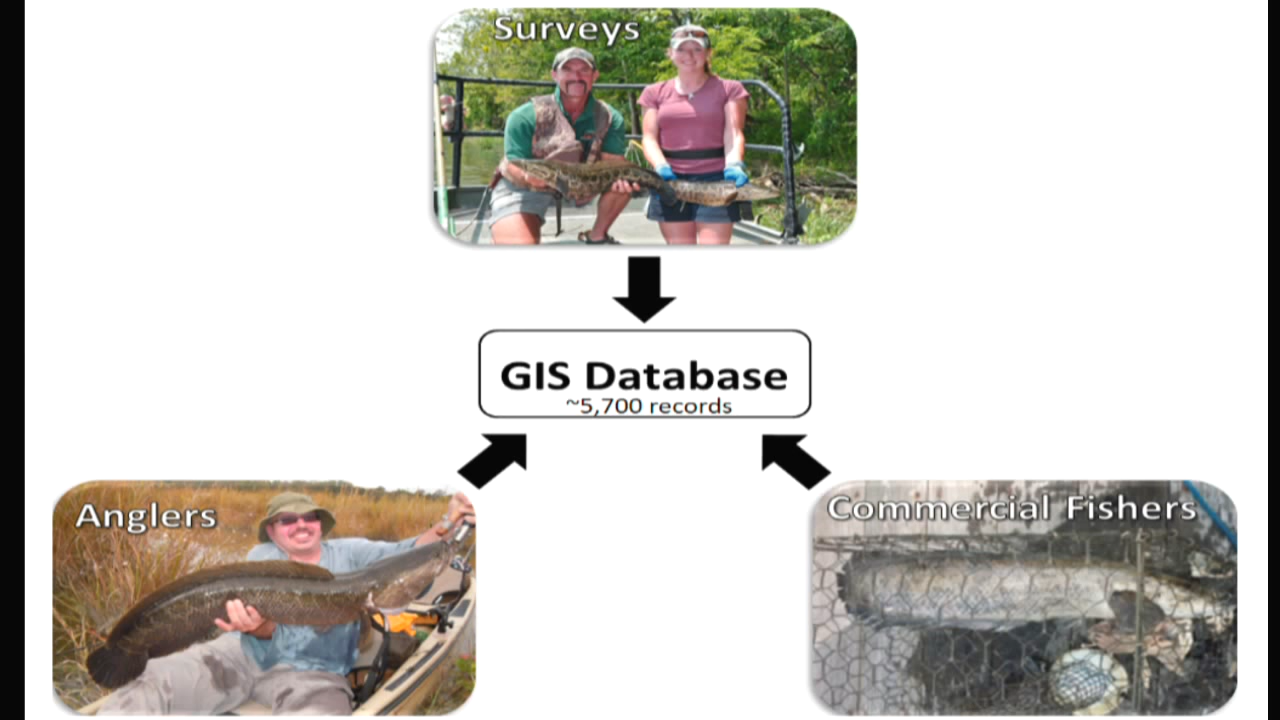 Surveys
GIS Database
~5,700 records
Anglers
Commercial Fishers